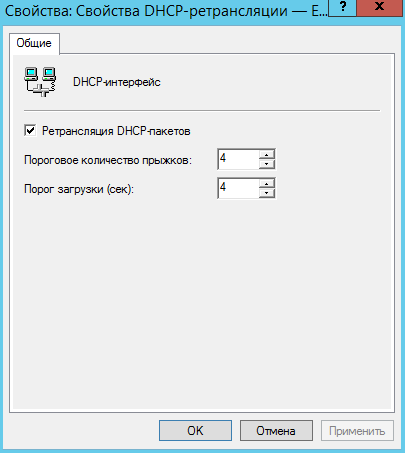 Свойства: Свойства DHCP-ретрансляции — E...
?
x
Общие
DHCP-интерфейс
Ретрансляция DHCP-пакетов
Пороговое количество прыжков: 4
Порог загрузки (сек): 4
OK
Отмена
Применить